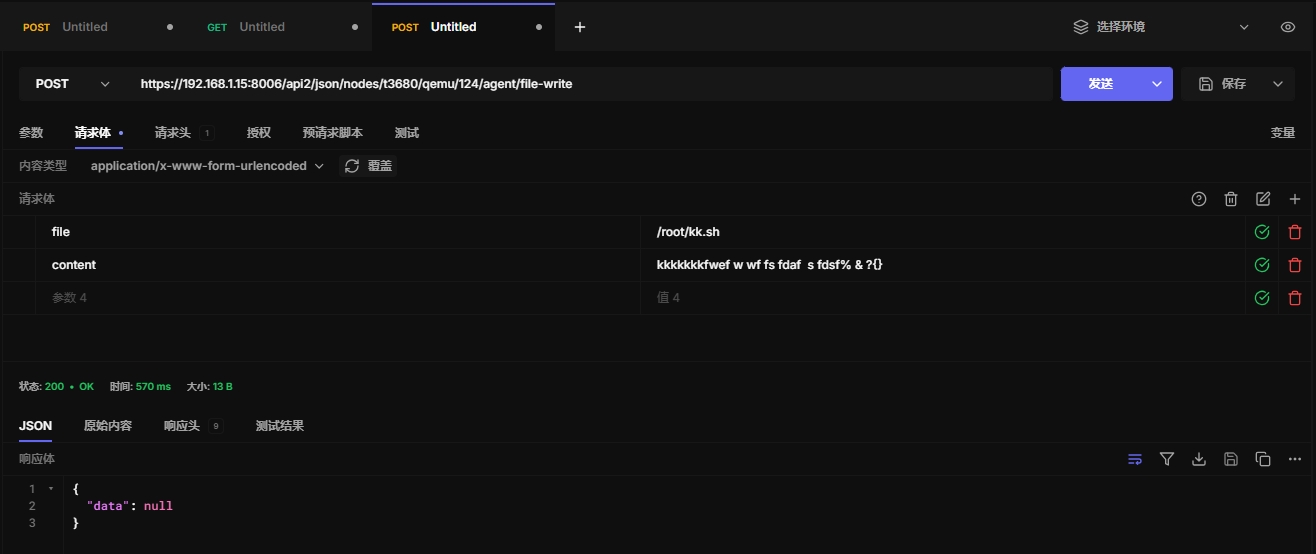 POST Untitled GET Untitled POST Untitled 选择环境
POST https://192.168.1.15:8006/api2/json/nodes/t3680/qemu/124/agent/file-write 发送 保存
参数 请求体 请求头 1 授权 预请求脚本 测试 变量
内容类型 application/x-www-form-urlencoded 覆盖
请求体
file /root/kk.sh
content kkkkkkkfwef w wf fs fdaf  s fdsf% & ?{}
参数 4 值 4
状态: 200 • OK 时间: 570 ms 大小: 13 B
JSON 原始内容 响应头 9 测试结果
响应体
1 {
2 "data": null
3 }